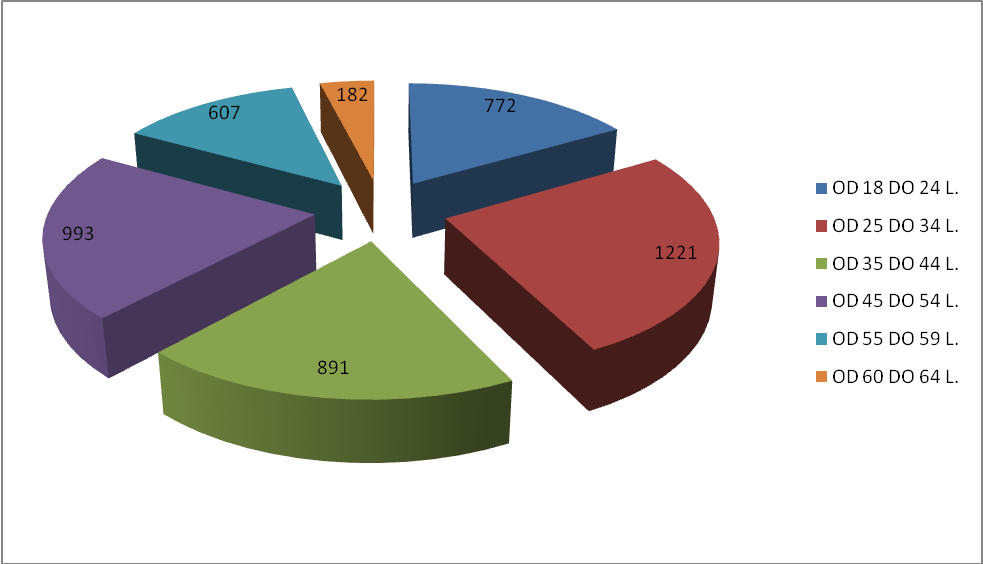 182
772
607
993
1221
891
OD 18 DO 24 L.
OD 25 DO 34 L.
OD 35 DO 44 L.
OD 45 DO 54 L.
OD 55 DO 59 L.
OD 60 DO 64 L.